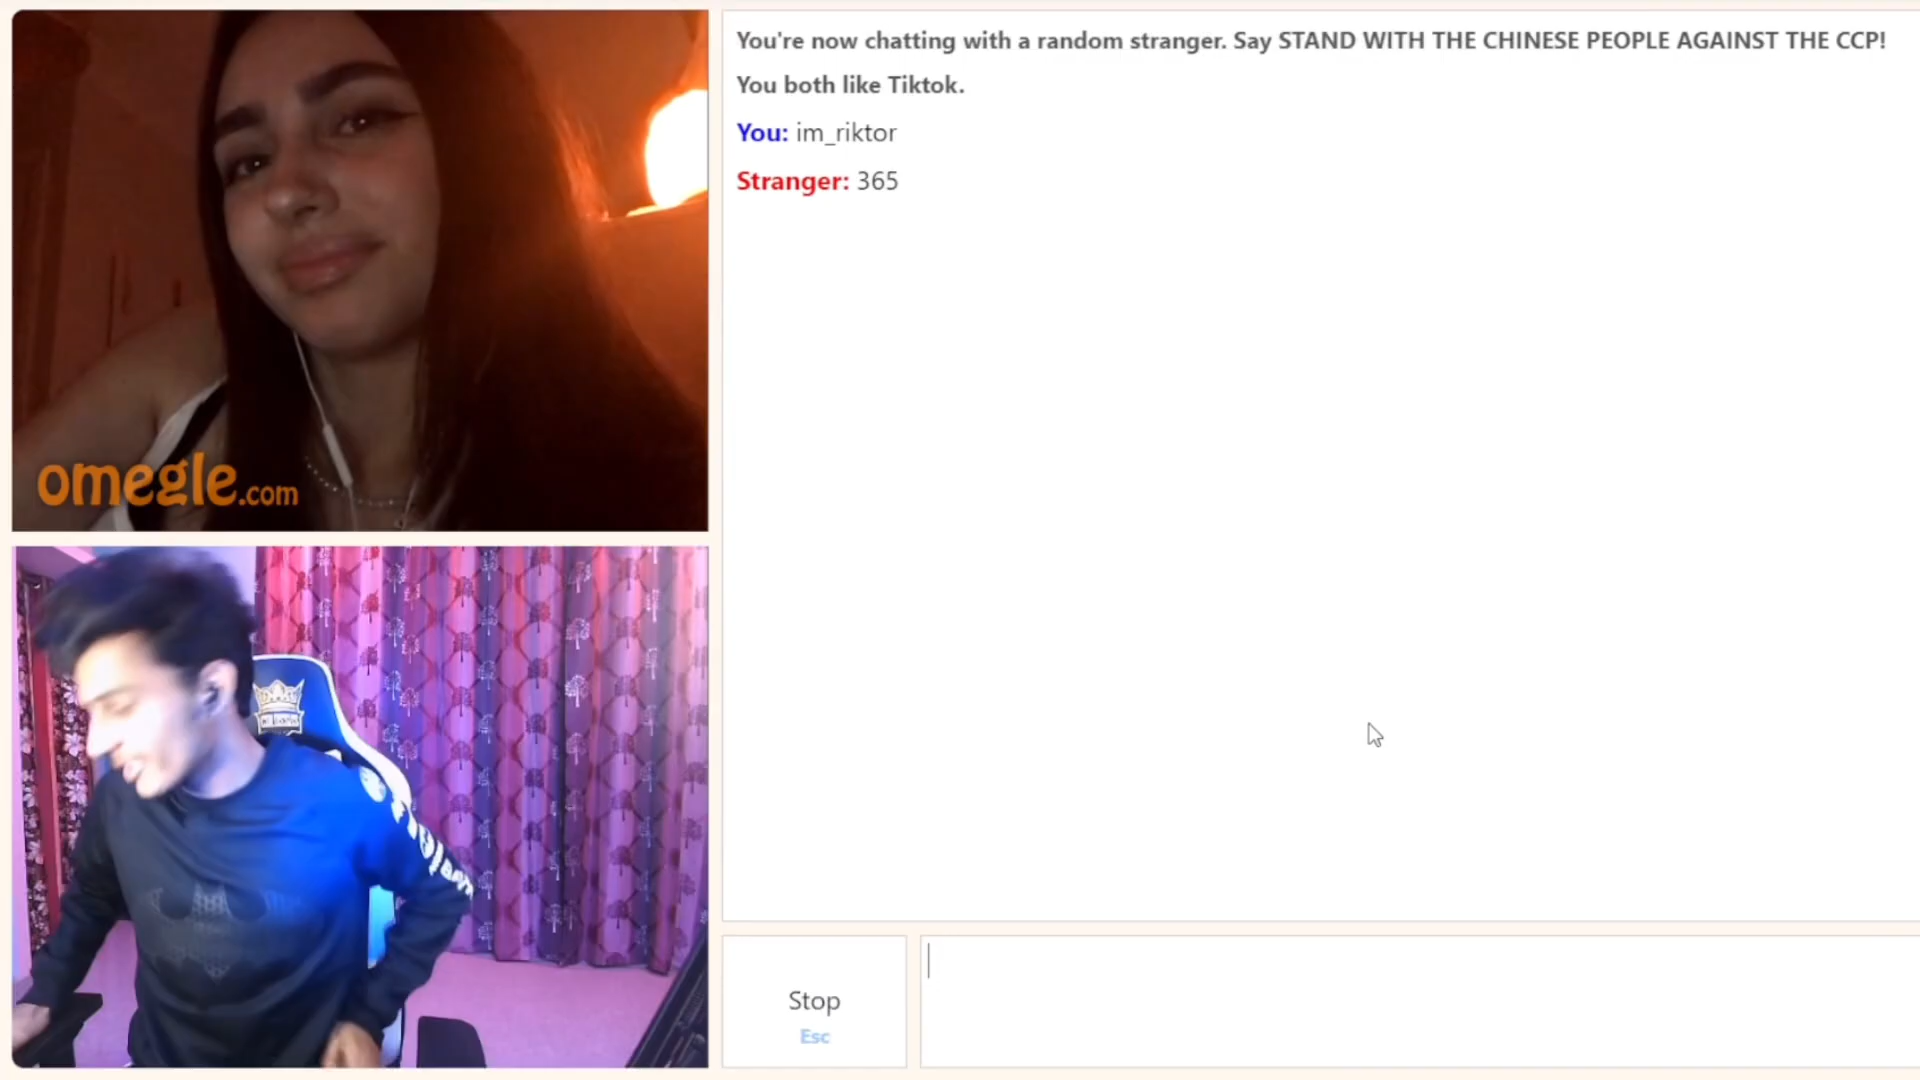 You're now chatting with a random stranger. Say STAND WITH THE CHINESE PEOPLE AGAINST THE CCP!
You both like Tiktok.
You: im_riktor
Stranger: 365
omegle.com
Stop
Esc